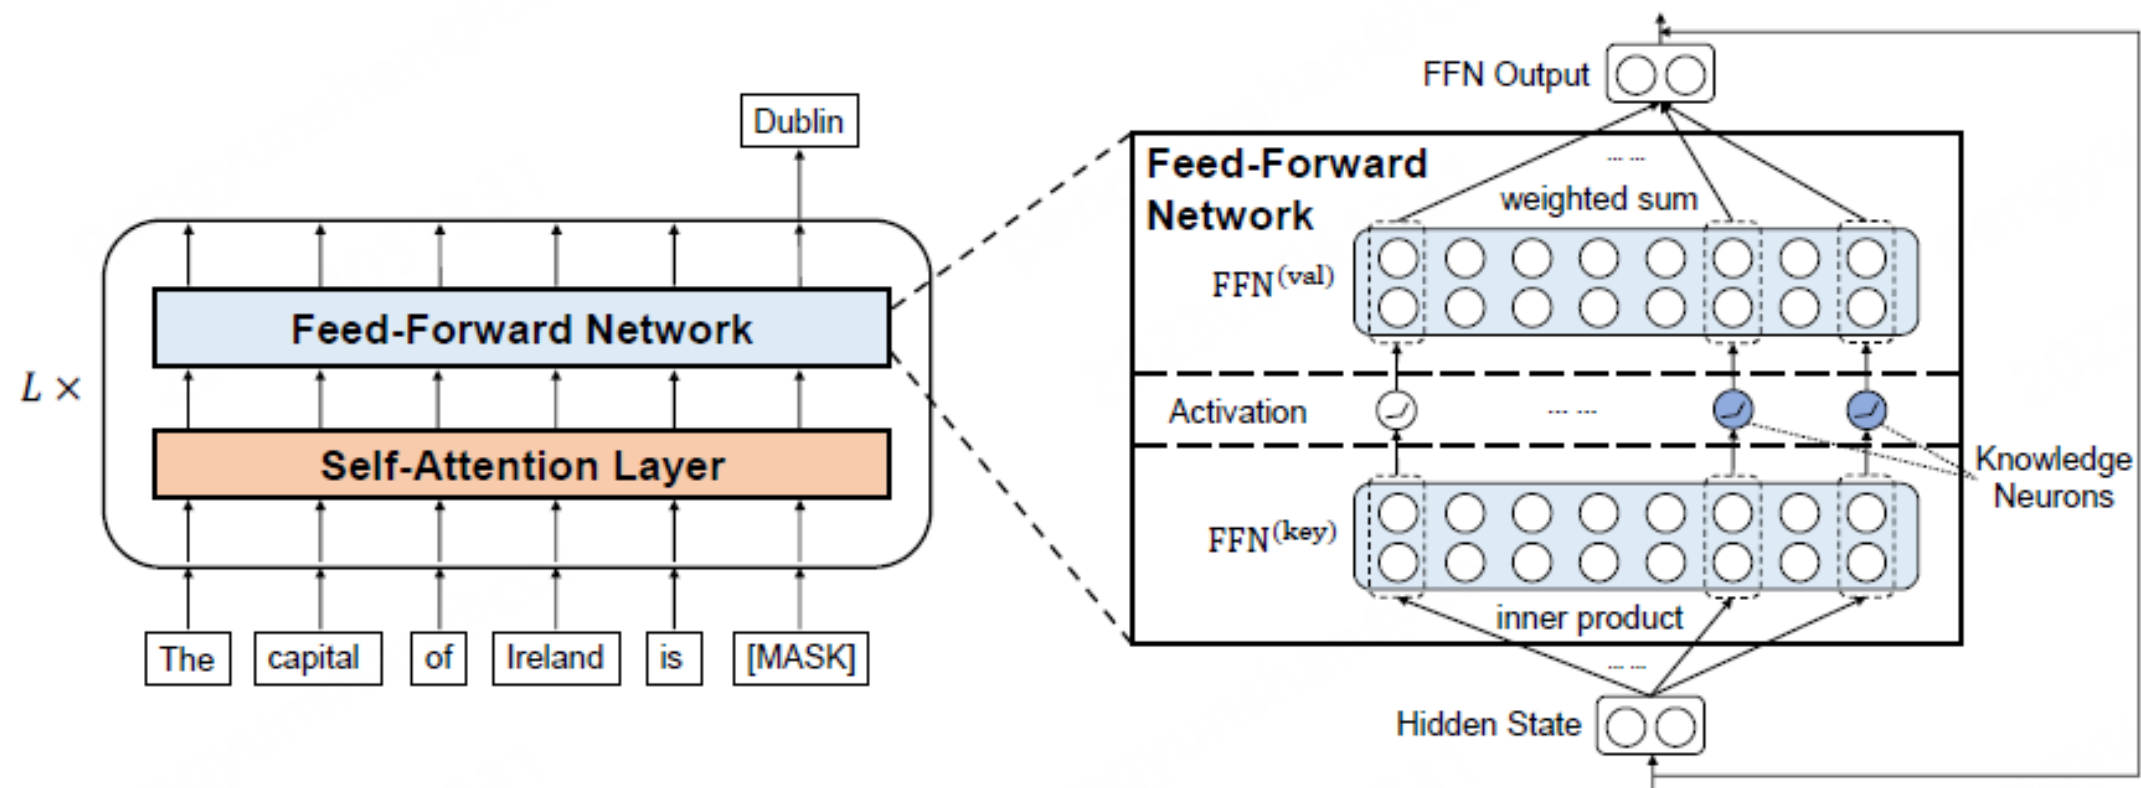 Dublin
Feed-Forward Network
L ×
Self-Attention Layer
The capital of Ireland is [MASK]
FFN Output
Feed-Forward
Network
... ...
weighted sum
FFN(val)
Activation
... ...
Knowledge
Neurons
FFN(key)
inner product
... ...
Hidden State